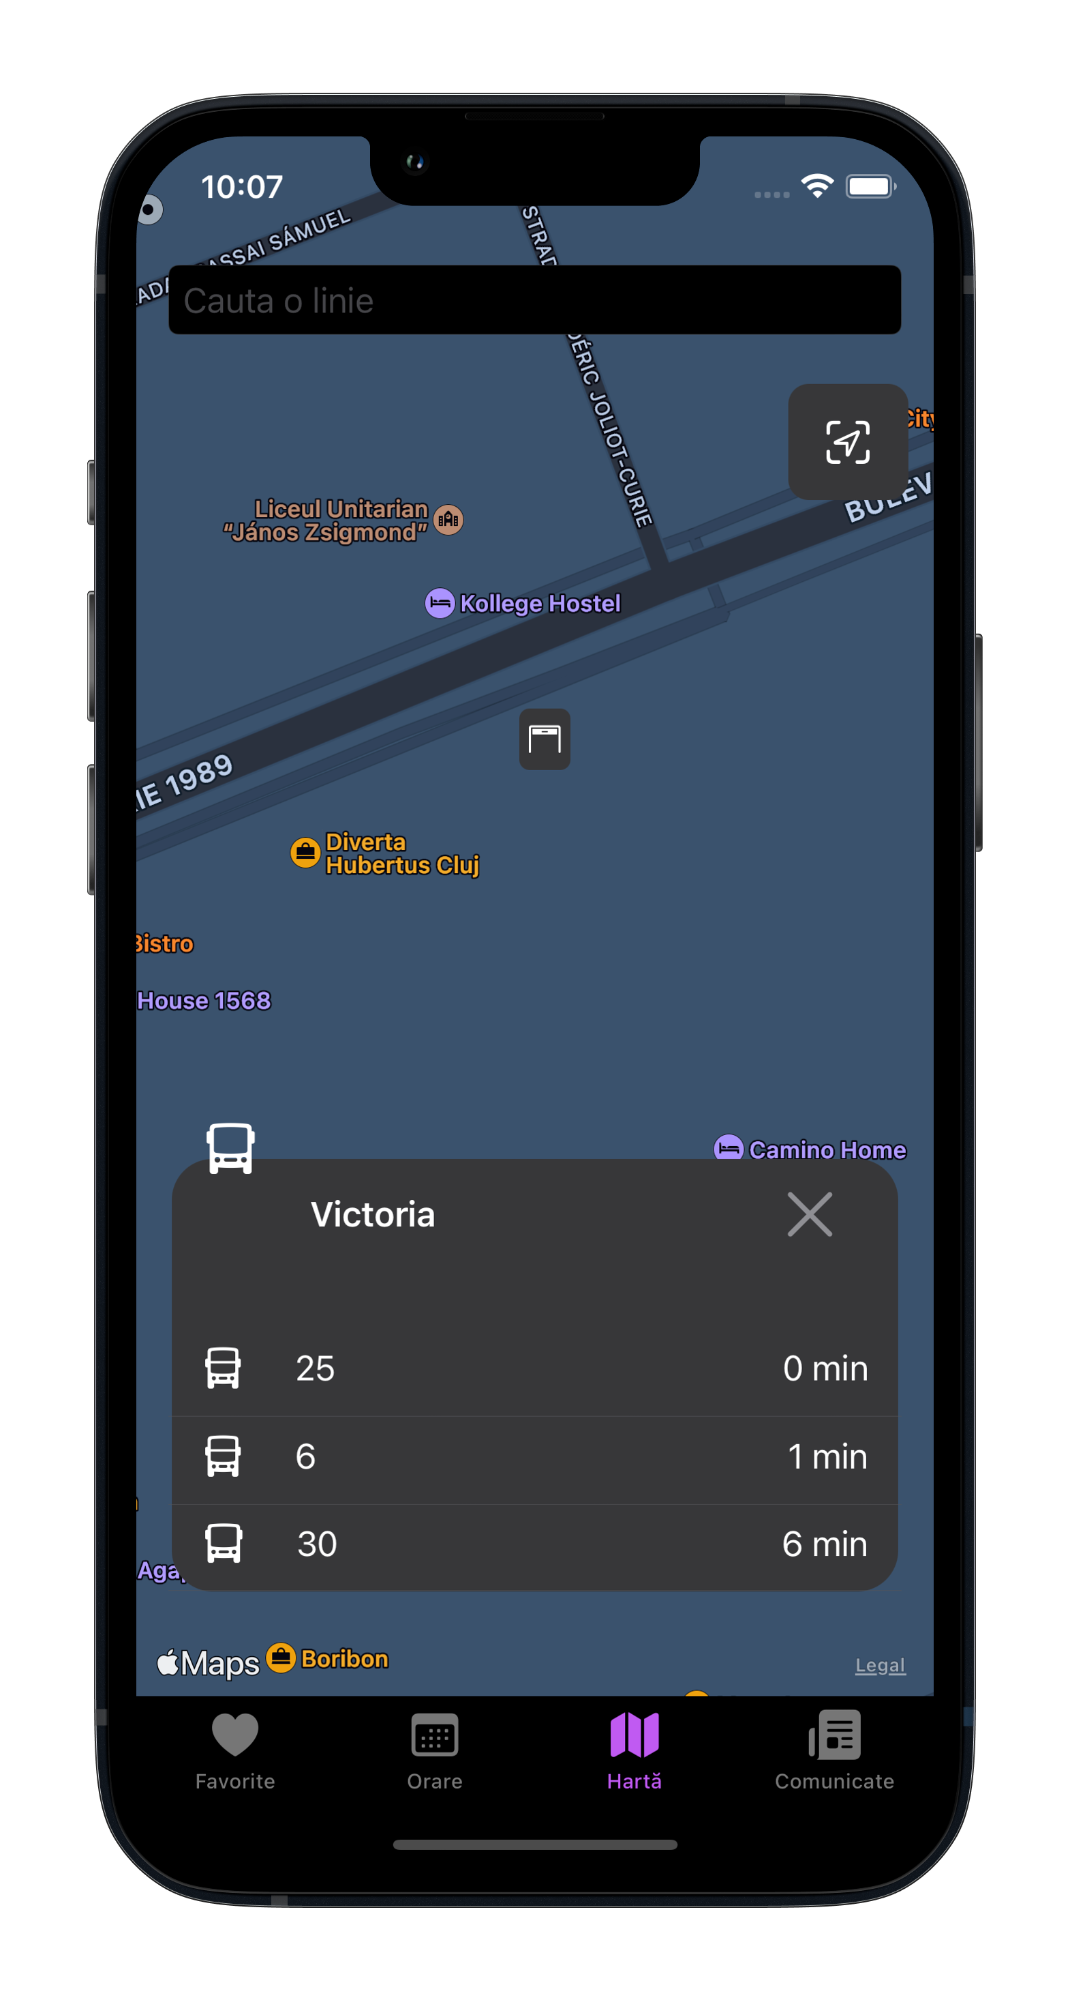 10:07
ASSAI SÁMUEL
STRAD
Cauta o linie
DÉRIC JOLIOT-CURIE
City
BULEV
Liceul Unitarian
“János Zsigmond”
Kollege Hostel
IE 1989
Diverta
Hubertus Cluj
Bistro
House 1568
Camino Home
Victoria
25 0 min
6 1 min
30 6 min
Aga
Maps
Boribon
Legal
Favorite
Orare
Hartă
Comunicate